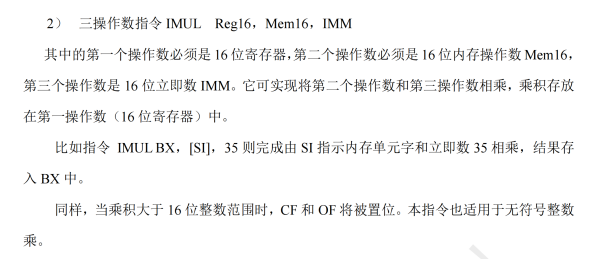 2） 三操作数指令 IMUL Reg16，Mem16，IMM
其中的第一个操作数必须是 16 位寄存器，第二个操作数必须是 16 位内存操作数 Mem16，
第三个操作数是 16 位立即数 IMM。它可实现将第二个操作数和第三操作数相乘，乘积存放
在第一操作数（16 位寄存器）中。
比如指令 IMUL BX，[SI]，35 则完成由 SI 指示内存单元字和立即数 35 相乘，结果存
入 BX 中。
同样，当乘积大于 16 位整数范围时，CF 和 OF 将被置位。本指令也适用于无符号整数
乘。